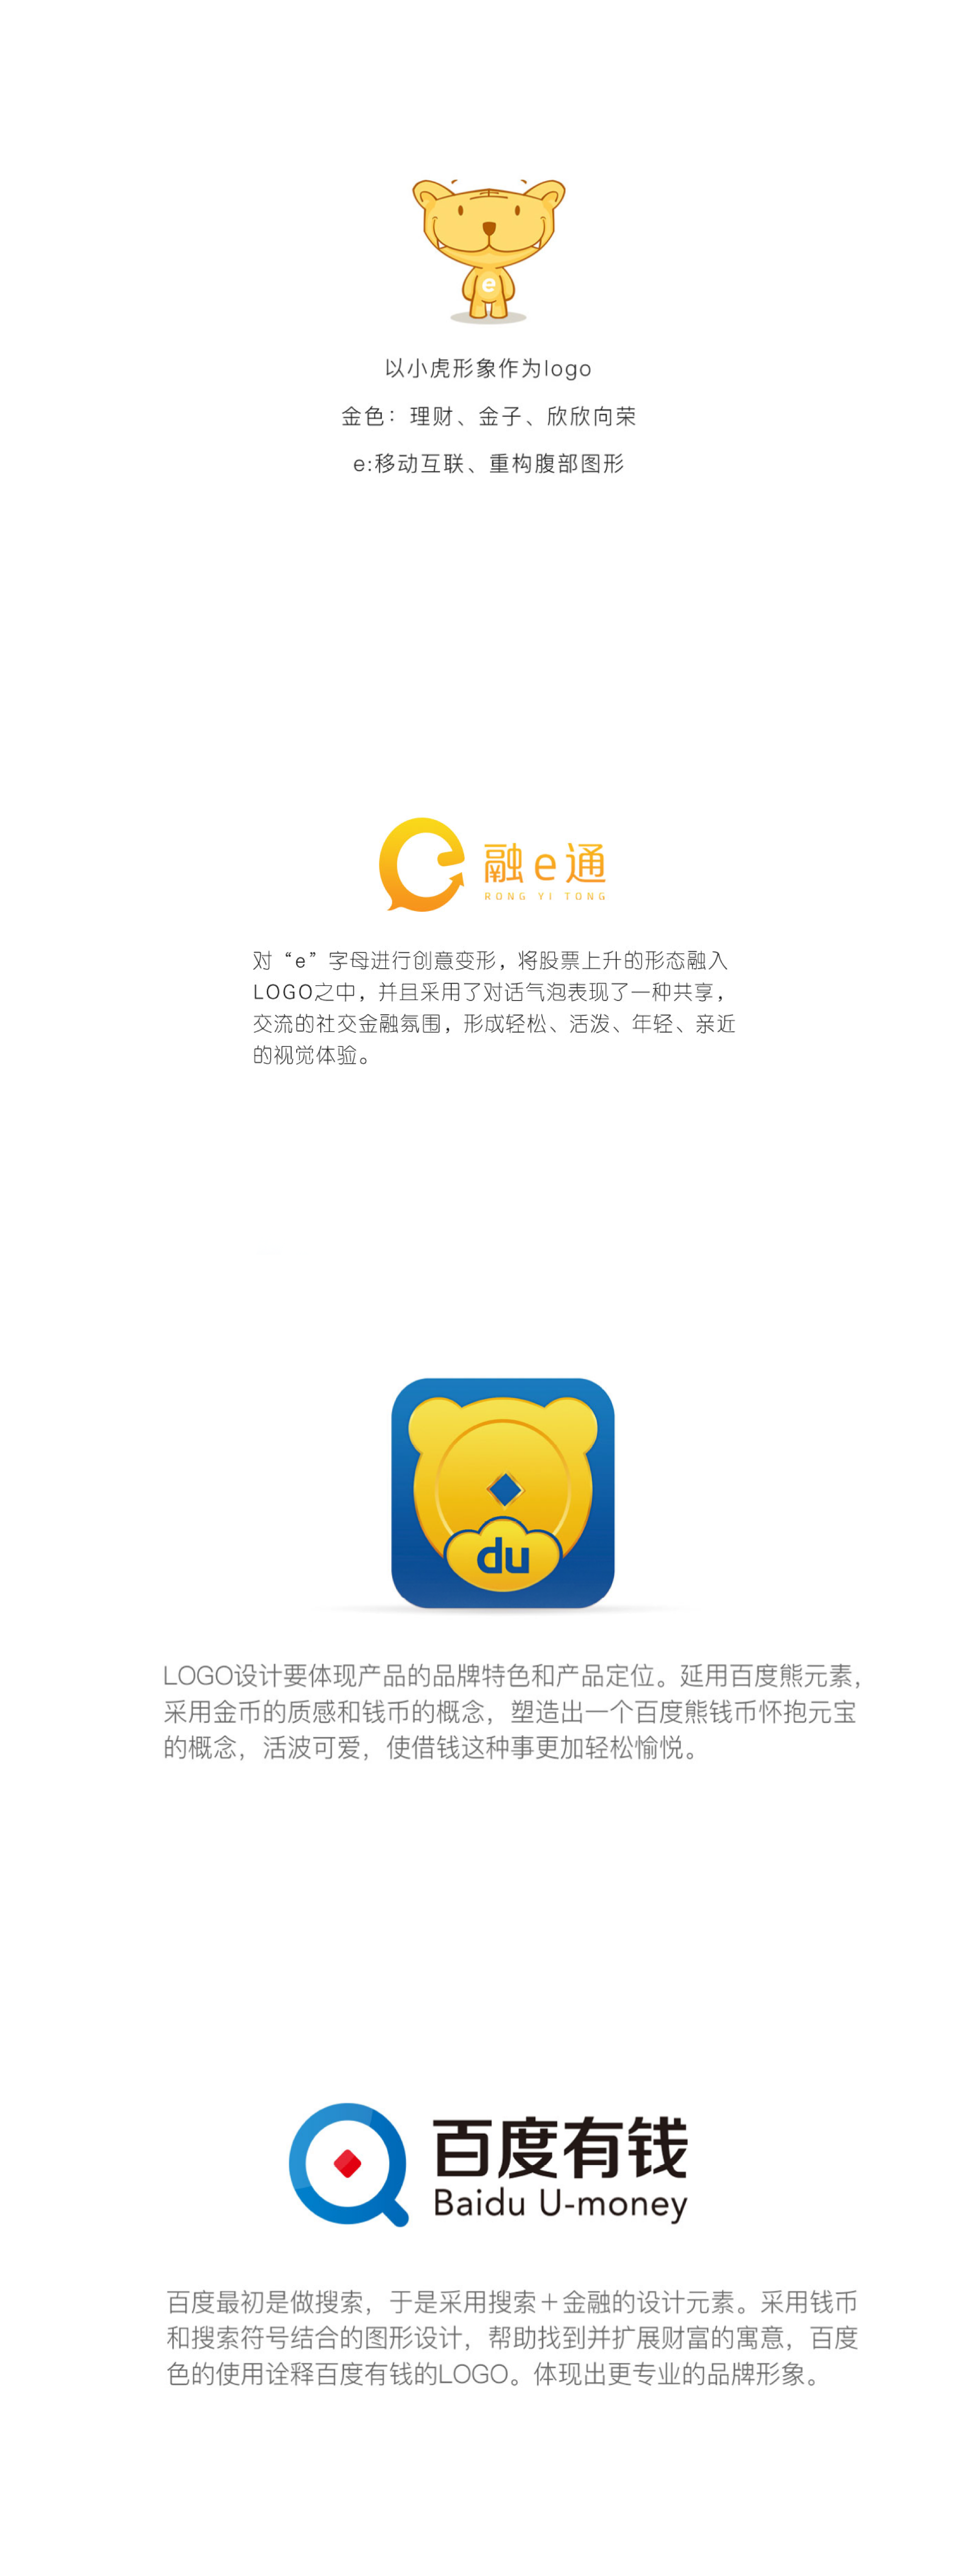 e
以小虎形象作为logo
金色：理财、金子、欣欣向荣
e:移动互联、重构腹部图形
融e通
RONG YI TONG
对“e”字母进行创意变形，将股票上升的形态融入
LOGO之中，并且采用了对话气泡表现了一种共享，
交流的社交金融氛围，形成轻松、活泼、年轻、亲近
的视觉体验。
du
LOGO设计要体现产品的品牌特色和产品定位。延用百度熊元素，
采用金币的质感和钱币的概念，塑造出一个百度熊钱币怀抱元宝
的概念，活波可爱，使借钱这种事更加轻松愉悦。
百度有钱
Baidu U-money
百度最初是做搜索，于是采用搜索＋金融的设计元素。采用钱币
和搜索符号结合的图形设计，帮助找到并扩展财富的寓意，百度
色的使用诠释百度有钱的LOGO。体现出更专业的品牌形象。